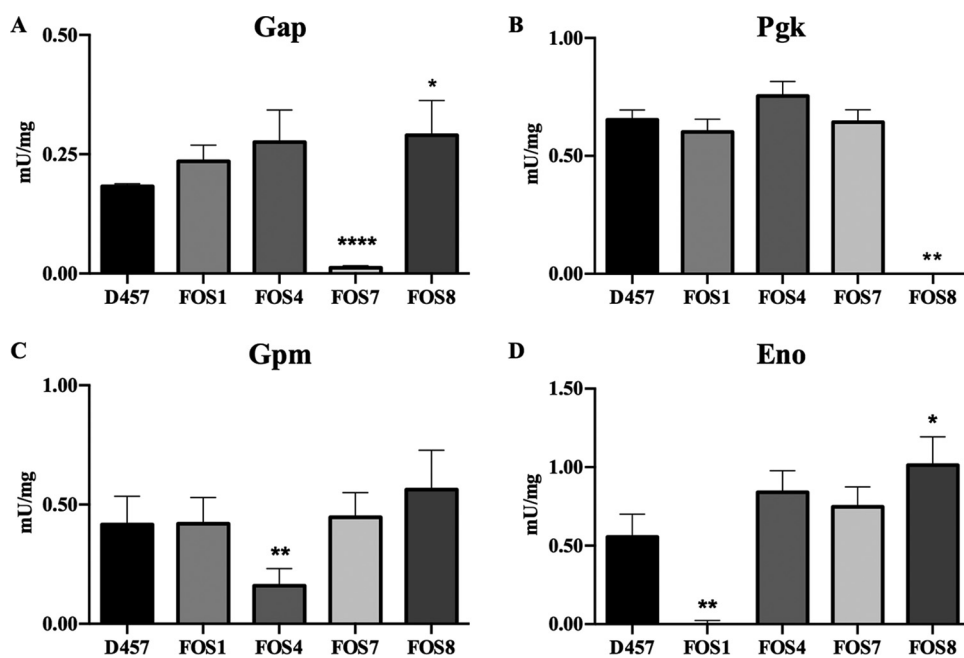 A
Gap
0.50
0.25
0.00
mU/mg
*
****
D457 FOS1 FOS4 FOS7 FOS8
B
Pgk
1.00
0.50
0.00
mU/mg
**
D457 FOS1 FOS4 FOS7 FOS8
C
Gpm
1.00
0.50
0.00
mU/mg
**
D457 FOS1 FOS4 FOS7 FOS8
D
Eno
1.50
1.00
0.50
0.00
mU/mg
*
**
D457 FOS1 FOS4 FOS7 FOS8